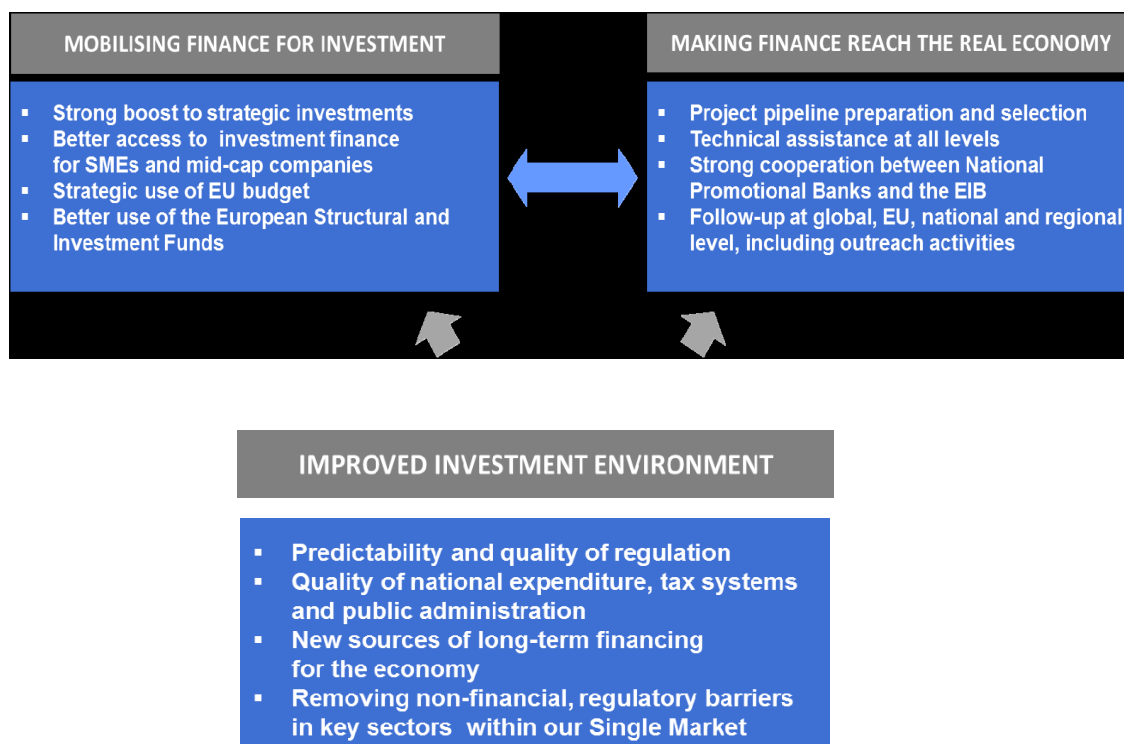 MOBILISING FINANCE FOR INVESTMENT
▪ Strong boost to strategic investments
▪ Better access to investment finance
for SMEs and mid-cap companies
▪ Strategic use of EU budget
▪ Better use of the European Structural and
Investment Funds
MAKING FINANCE REACH THE REAL ECONOMY
▪ Project pipeline preparation and selection
▪ Technical assistance at all levels
▪ Strong cooperation between National
Promotional Banks and the EIB
▪ Follow-up at global, EU, national and regional
level, including outreach activities
IMPROVED INVESTMENT ENVIRONMENT
▪ Predictability and quality of regulation
▪ Quality of national expenditure, tax systems
and public administration
▪ New sources of long-term financing
for the economy
▪ Removing non-financial, regulatory barriers
in key sectors within our Single Market